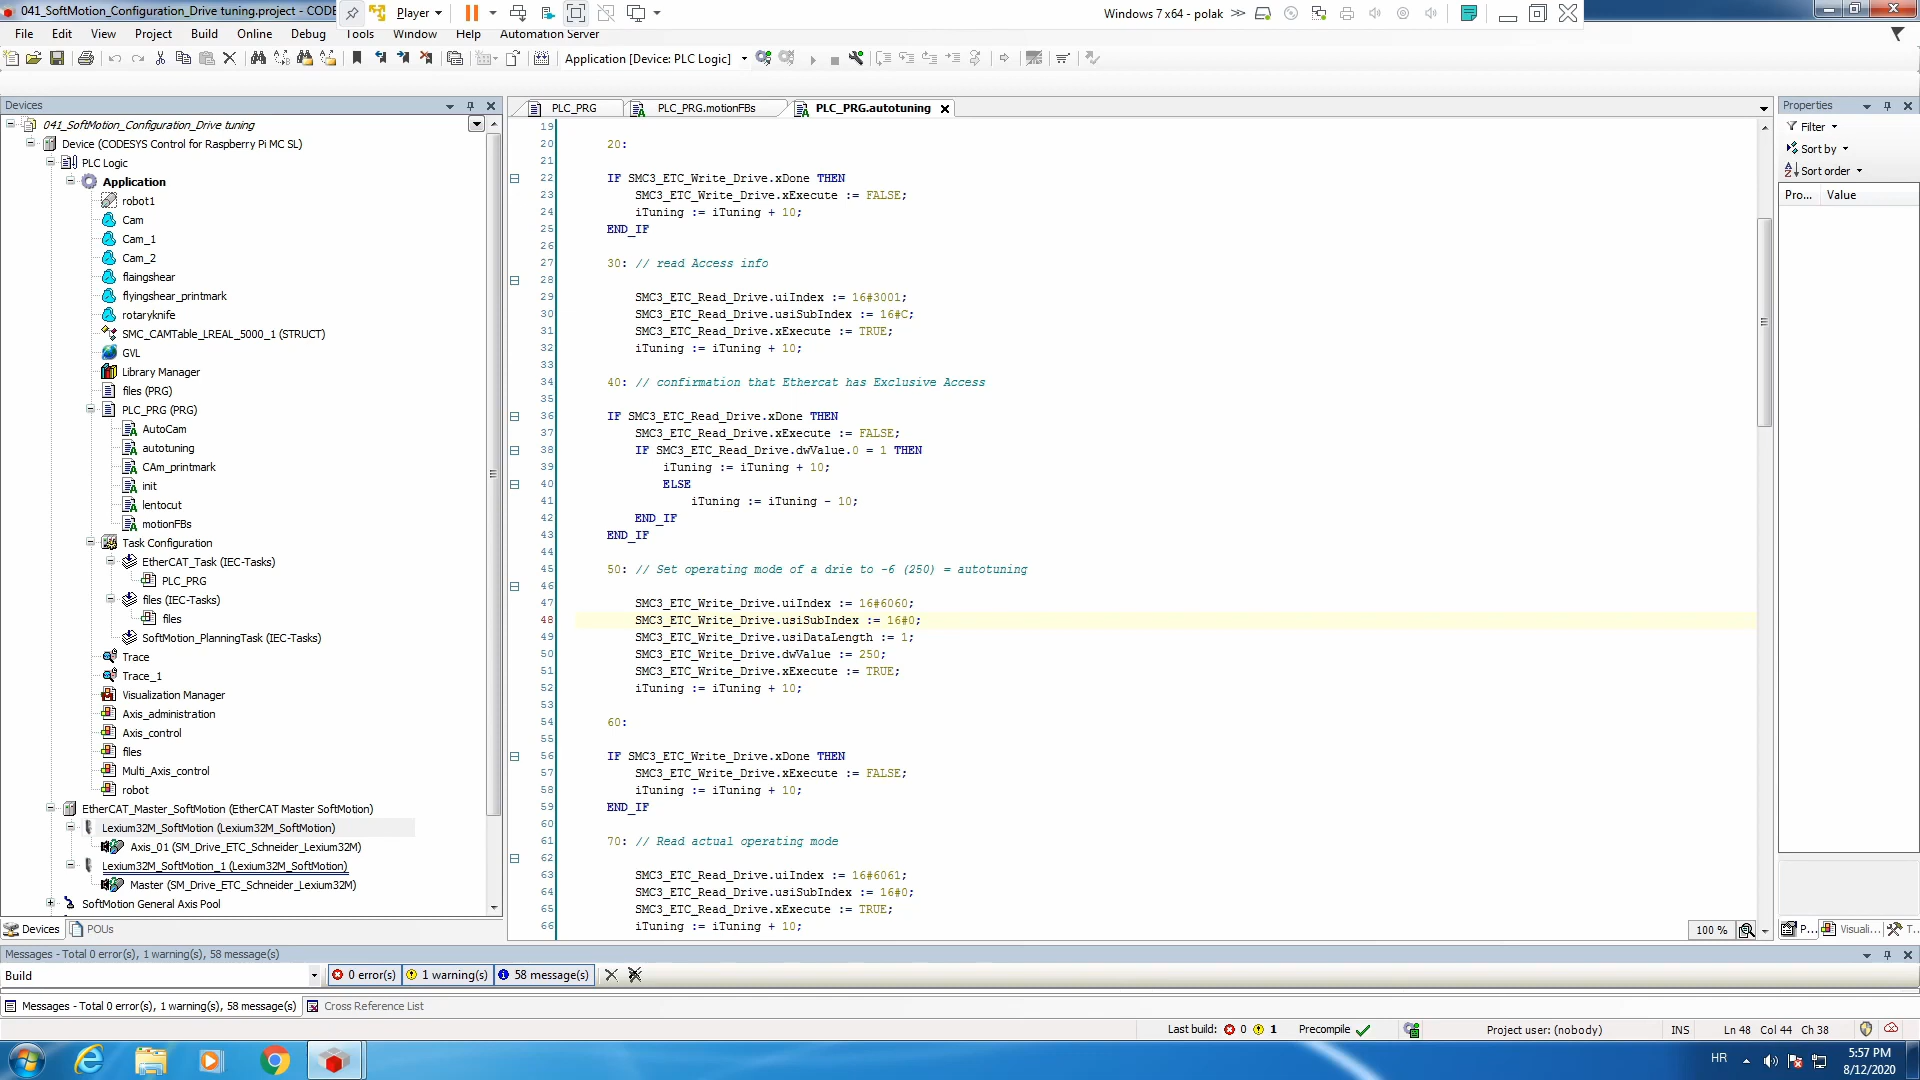 041_SoftMotion_Configuration_Drive tuning.project - CODE
Player
Windows 7 x64 - polak
File Edit View Project Build Online Debug Tools Window Help Automation Server
Application [Device: PLC Logic]
Devices
041_SoftMotion_Configuration_Drive tuning
Device (CODESYS Control for Raspberry Pi MC SL)
PLC Logic
Application
robot1
Cam
Cam_1
Cam_2
flaingshear
flyingshear_printmark
rotaryknife
SMC_CAMTable_LREAL_5000_1 (STRUCT)
GVL
Library Manager
files (PRG)
PLC_PRG (PRG)
AutoCam
autotuning
CAm_printmark
init
lentocut
motionFBs
Task Configuration
EtherCAT_Task (IEC-Tasks)
PLC_PRG
files (IEC-Tasks)
files
SoftMotion_PlanningTask (IEC-Tasks)
Trace
Trace_1
Visualization Manager
Axis_administration
Axis_control
files
Multi_Axis_control
robot
EtherCAT_Master_SoftMotion (EtherCAT Master SoftMotion)
Lexium32M_SoftMotion (Lexium32M_SoftMotion)
Axis_01 (SM_Drive_ETC_Schneider_Lexium32M)
Lexium32M_SoftMotion_1 (Lexium32M_SoftMotion)
Master (SM_Drive_ETC_Schneider_Lexium32M)
SoftMotion General Axis Pool
Devices POUs
PLC_PRG PLC_PRG.motionFBs PLC_PRG.autotuning
19
20 20:
21
22 IF SMC3_ETC_Write_Drive.xDone THEN
23 SMC3_ETC_Write_Drive.xExecute := FALSE;
24 iTuning := iTuning + 10;
25 END_IF
26
27 30: // read Access info
28
29 SMC3_ETC_Read_Drive.uiIndex := 16#3001;
30 SMC3_ETC_Read_Drive.usiSubIndex := 16#C;
31 SMC3_ETC_Read_Drive.xExecute := TRUE;
32 iTuning := iTuning + 10;
33
34 40: // confirmation that Ethercat has Exclusive Access
35
36 IF SMC3_ETC_Read_Drive.xDone THEN
37 SMC3_ETC_Read_Drive.xExecute := FALSE;
38 IF SMC3_ETC_Read_Drive.dwValue.0 = 1 THEN
39 iTuning := iTuning + 10;
40 ELSE
41 iTuning := iTuning - 10;
42 END_IF
43 END_IF
44
45 50: // Set operating mode of a drie to -6 (250) = autotuning
46
47 SMC3_ETC_Write_Drive.uiIndex := 16#6060;
48 SMC3_ETC_Write_Drive.usiSubIndex := 16#0;
49 SMC3_ETC_Write_Drive.usiDataLength := 1;
50 SMC3_ETC_Write_Drive.dwValue := 250;
51 SMC3_ETC_Write_Drive.xExecute := TRUE;
52 iTuning := iTuning + 10;
53
54 60:
55
56 IF SMC3_ETC_Write_Drive.xDone THEN
57 SMC3_ETC_Write_Drive.xExecute := FALSE;
58 iTuning := iTuning + 10;
59 END_IF
60
61 70: // Read actual operating mode
62
63 SMC3_ETC_Read_Drive.uiIndex := 16#6061;
64 SMC3_ETC_Read_Drive.usiSubIndex := 16#0;
65 SMC3_ETC_Read_Drive.xExecute := TRUE;
66 iTuning := iTuning + 10;
100 %
Properties
Filter
Sort by
Sort order
Pro... Value
P... Visuali... T...
Messages - Total 0 error(s), 1 warning(s), 58 message(s)
Build 0 error(s) 1 warning(s) 58 message(s)
Messages - Total 0 error(s), 1 warning(s), 58 message(s) Cross Reference List
Last build: 0 1 Precompile Project user: (nobody) INS Ln 48 Col 44 Ch 38
HR
5:57 PM
8/12/2020